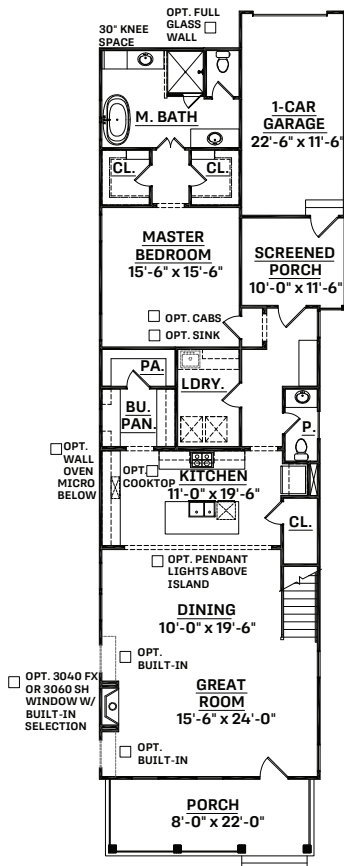 OPT. FULL
GLASS
WALL
30" KNEE
SPACE
M. BATH
1-CAR
GARAGE
22'-6" x 11'-6"
CL.
CL.
MASTER
BEDROOM
15'-6" x 15'-6"
SCREENED
PORCH
10'-0" x 11'-6"
OPT. CABS
OPT. SINK
PA.
LDRY.
BU.
PAN.
P.
OPT.
WALL
OVEN
MICRO
BELOW
OPT.
COOKTOP
KITCHEN
11'-0" x 19'-6"
CL.
OPT. PENDANT
LIGHTS ABOVE
ISLAND
DINING
10'-0" x 19'-6"
OPT.
BUILT-IN
OPT. 3040 FX
OR 3060 SH
WINDOW W/
BUILT-IN
SELECTION
GREAT
ROOM
15'-6" x 24'-0"
OPT.
BUILT-IN
PORCH
8'-0" x 22'-0"